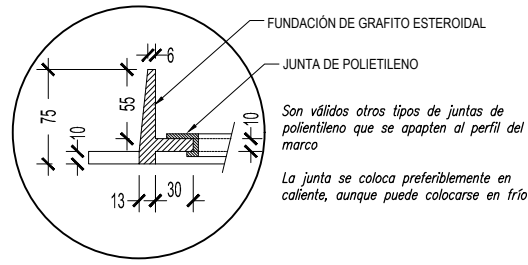 FUNDACIÓN DE GRAFITO ESTEROIDAL
6
JUNTA DE POLIETILENO
75
55
10
10
Son válidos otros tipos de juntas de
polientileno que se apapten al perfil del
marco
La junta se coloca preferiblemente en
caliente, aunque puede colocarse en frío
13
30